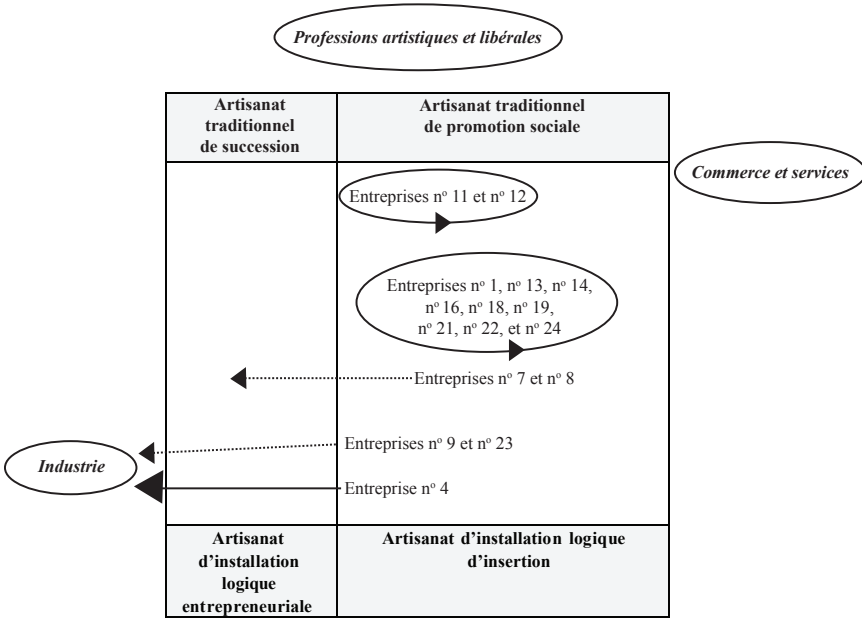 Professions artistiques et libérales
Artisanat
traditionnel
de succession
Artisanat traditionnel
de promotion sociale
Commerce et services
Entreprises nº 11 et nº 12
Entreprises nº 1, nº 13, nº 14,
nº 16, nº 18, nº 19,
nº 21, nº 22, et nº 24
Entreprises nº 7 et nº 8
Entreprises nº 9 et nº 23
Industrie
Entreprise nº 4
Artisanat
d’installation
logique
entrepreneuriale
Artisanat d’installation logique
d’insertion